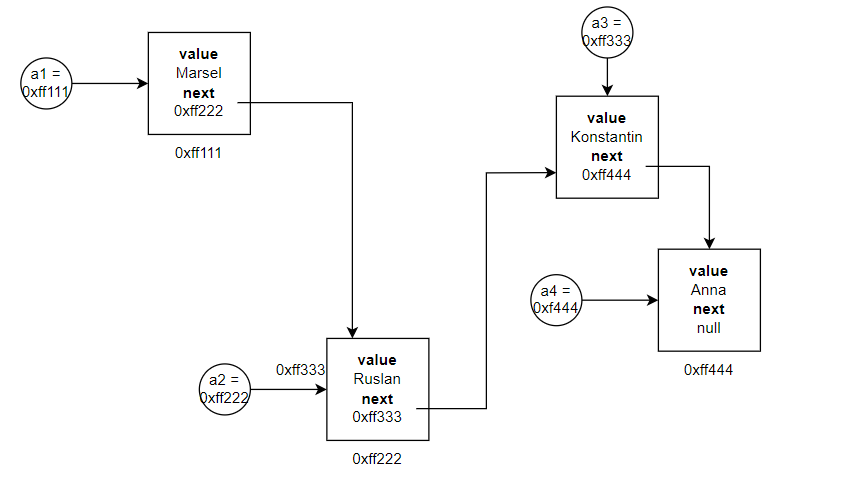 a1 =
0xff111
value
Marsel
next
0xff222
0xff111
a2 =
0xff222
0xff333
value
Ruslan
next
0xff333
0xff222
a3 =
0xff333
value
Konstantin
next
0xff444
a4 =
0xf444
value
Anna
next
null
0xff444